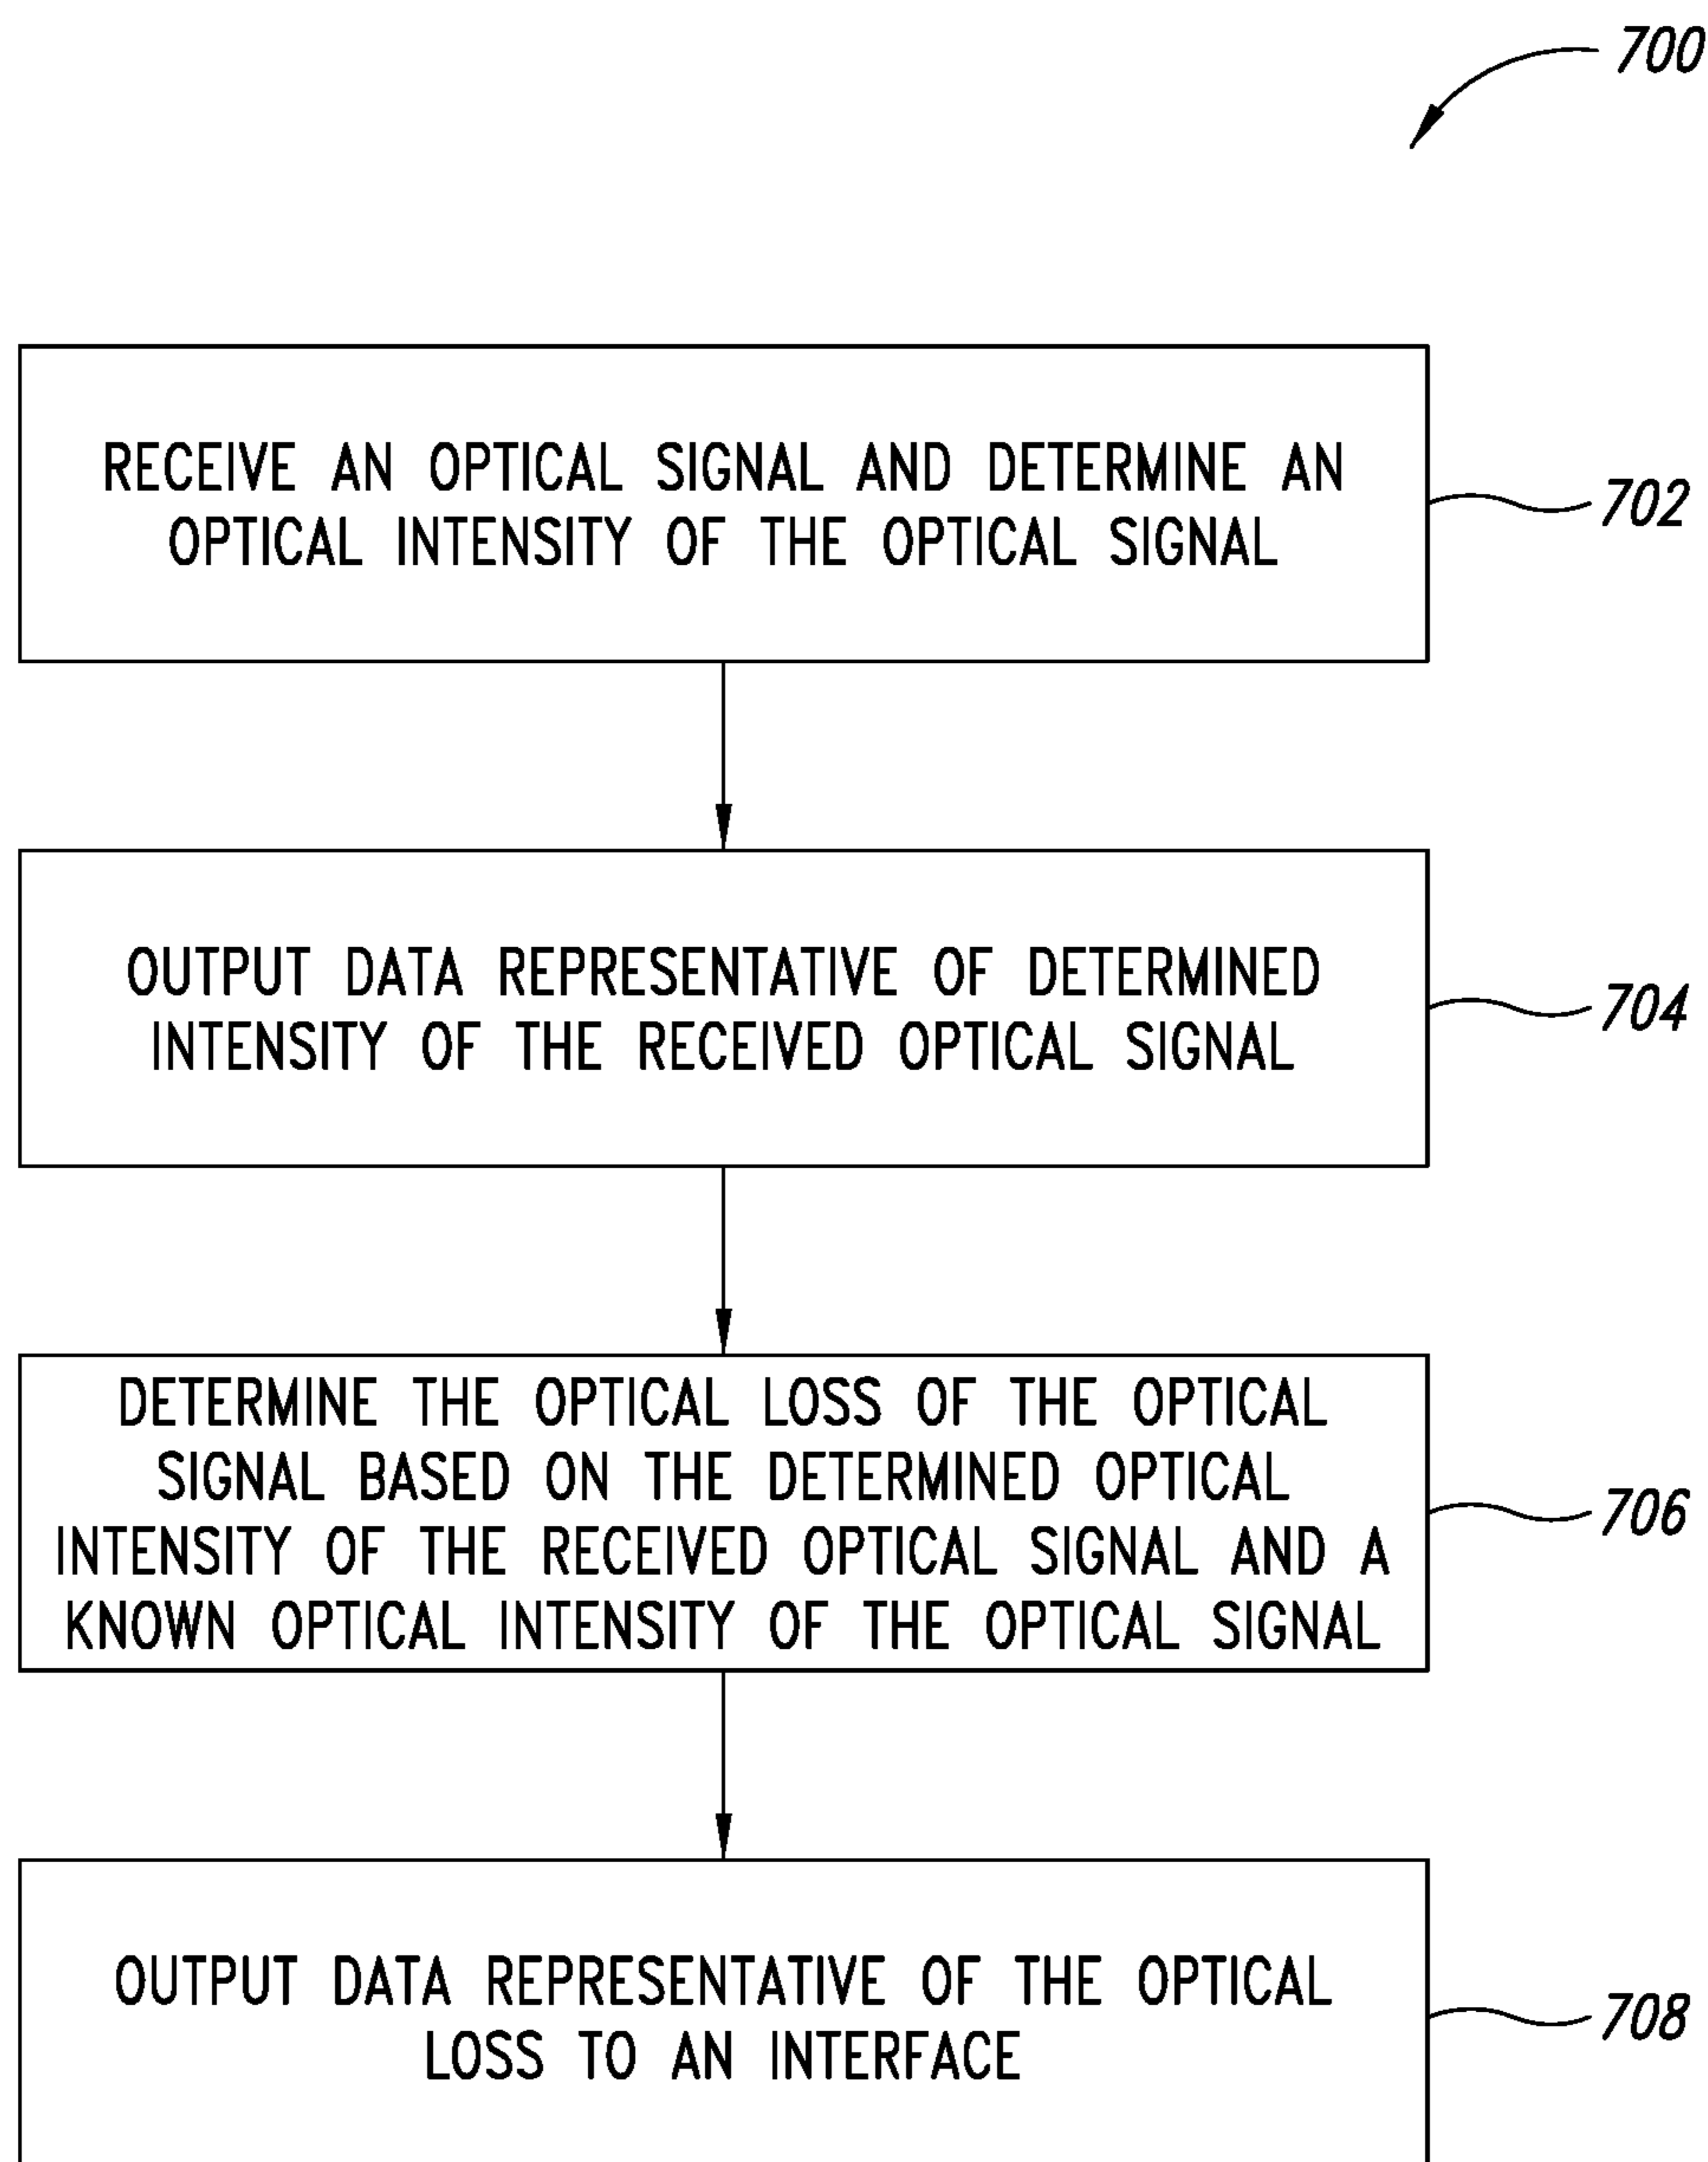 700
RECEIVE AN OPTICAL SIGNAL AND DETERMINE AN
OPTICAL INTENSITY OF THE OPTICAL SIGNAL
702
OUTPUT DATA REPRESENTATIVE OF DETERMINED
INTENSITY OF THE RECEIVED OPTICAL SIGNAL
704
DETERMINE THE OPTICAL LOSS OF THE OPTICAL
SIGNAL BASED ON THE DETERMINED OPTICAL
INTENSITY OF THE RECEIVED OPTICAL SIGNAL AND A
KNOWN OPTICAL INTENSITY OF THE OPTICAL SIGNAL
706
OUTPUT DATA REPRESENTATIVE OF THE OPTICAL
LOSS TO AN INTERFACE
708